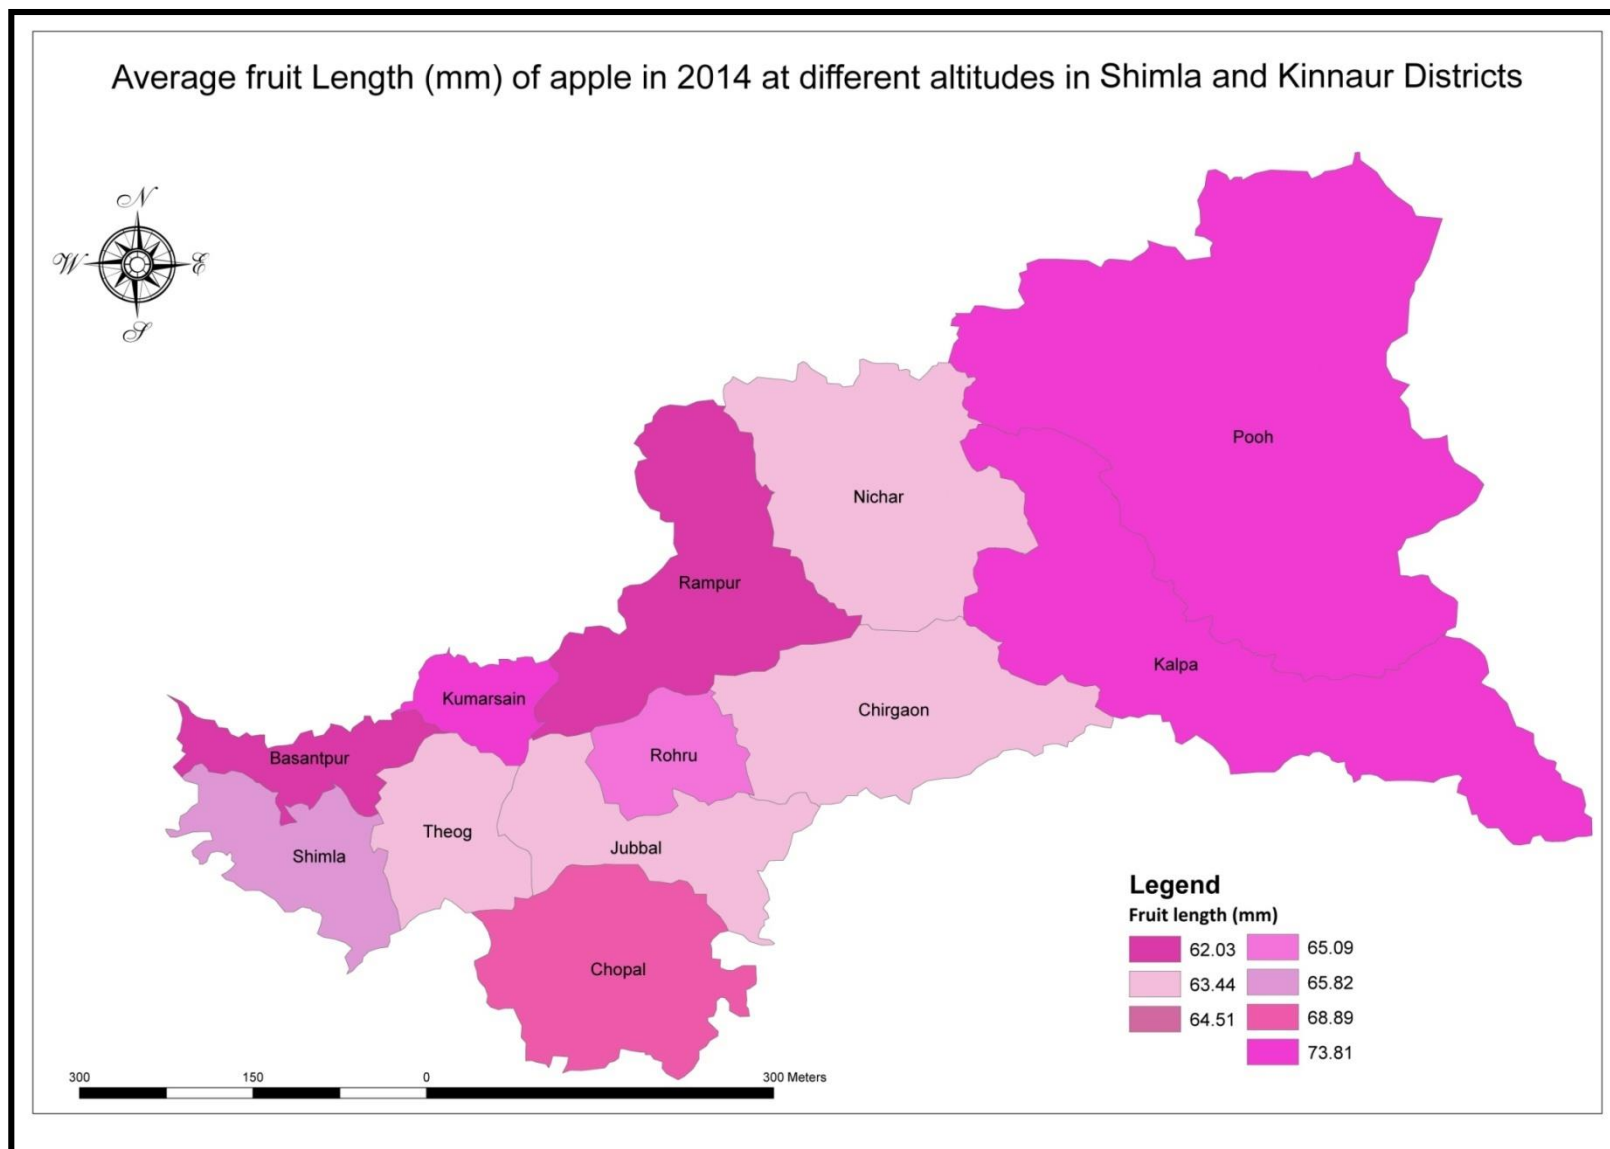 Average fruit Length (mm) of apple in 2014 at different altitudes in Shimla and Kinnaur Districts
N
W E
S
Pooh
Nichar
Rampur
Kalpa
Kumarsain
Chirgaon
Basantpur
Rohru
Theog
Jubbal
Shimla
Chopal
Legend
Fruit length (mm)
62.03 65.09
63.44 65.82
64.51 68.89
73.81
300 150 0 300 Meters